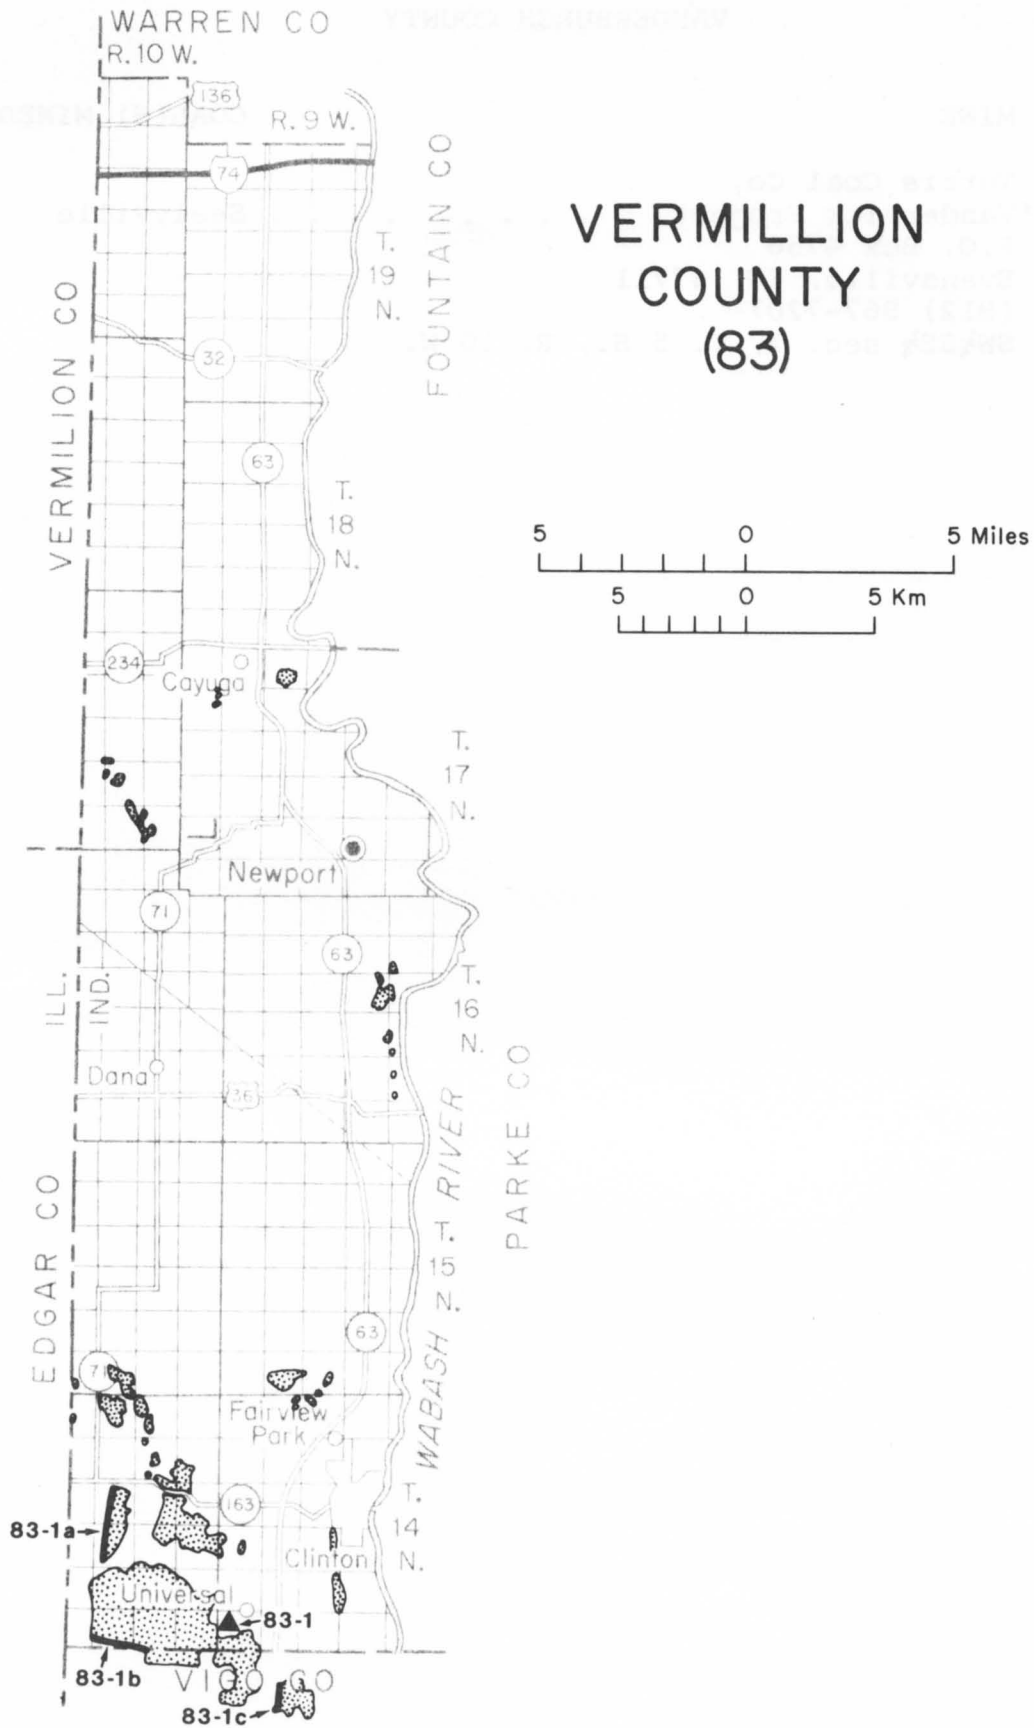 WARREN CO
R. 10 W.
136
R. 9 W.
74
FOUNTAIN CO
VERMILLION
COUNTY
(83)
T.
19
N.
VERMILION CO
32
63
T.
18
N.
5 0 5 Miles
5 0 5 Km
234
Cayuga
T.
17
N.
Newport
71
63
ILL.
IND.
T.
16
N.
Dana
36
PARKE CO
WABASH RIVER
EDGAR CO
T.
15
N.
63
71
Fairview
Park
T.
14
N.
163
83-1a
Clinton
Universal
83-1
83-1b
VIGO CO
83-1c